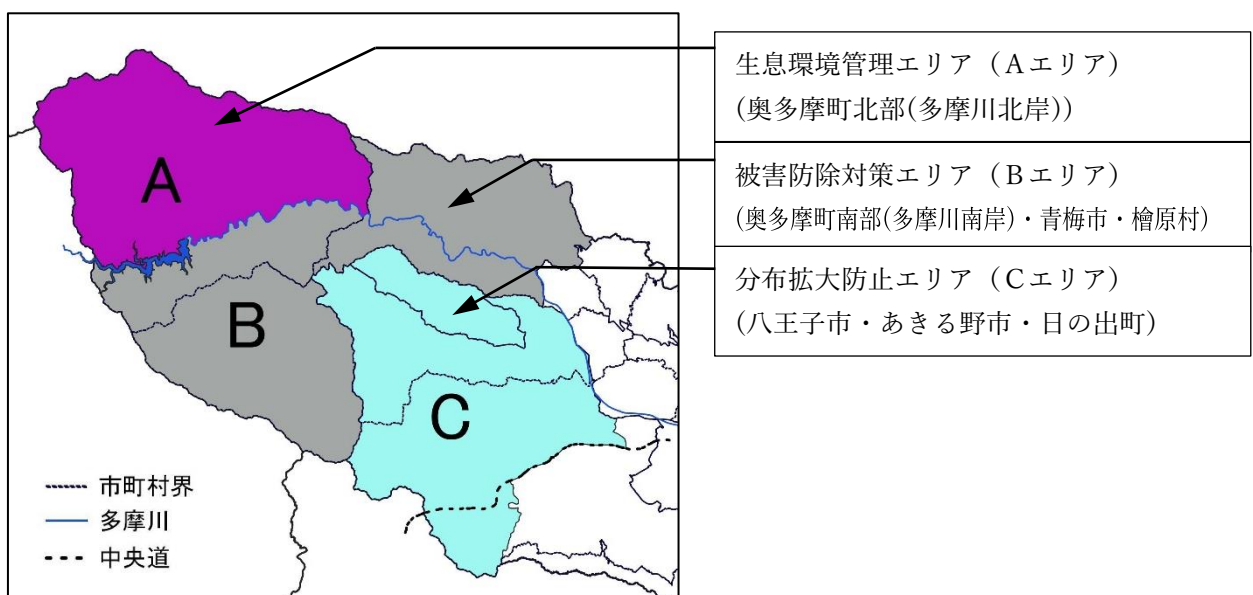 生息環境管理エリア（Aエリア）
(奥多摩町北部(多摩川北岸))
被害防除対策エリア（Bエリア）
(奥多摩町南部(多摩川南岸)・青梅市・檜原村)
分布拡大防止エリア（Cエリア）
(八王子市・あきる野市・日の出町)
A
B
C
市町村界
多摩川
中央道